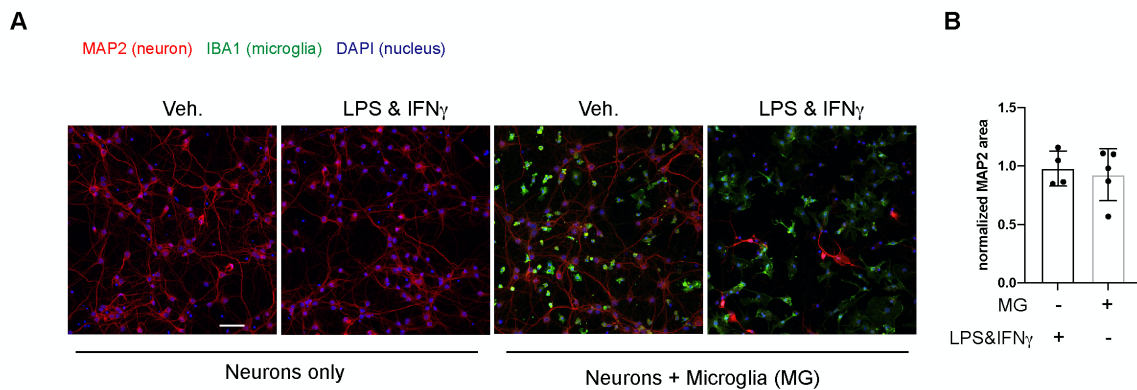 A
B
MAP2 (neuron) IBA1 (microglia) DAPI (nucleus)
Veh. LPS & IFNγ Veh. LPS & IFNγ
Neurons only
Neurons + Microglia (MG)
normalized MAP2 area
1.5
1.0
0.5
0.0
MG - +
LPS&IFNγ + -